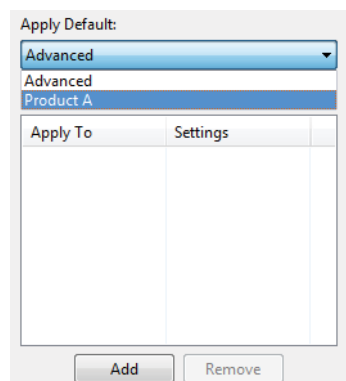 Apply Default:
Advanced
Advanced
Product A
Apply To Settings
Add Remove